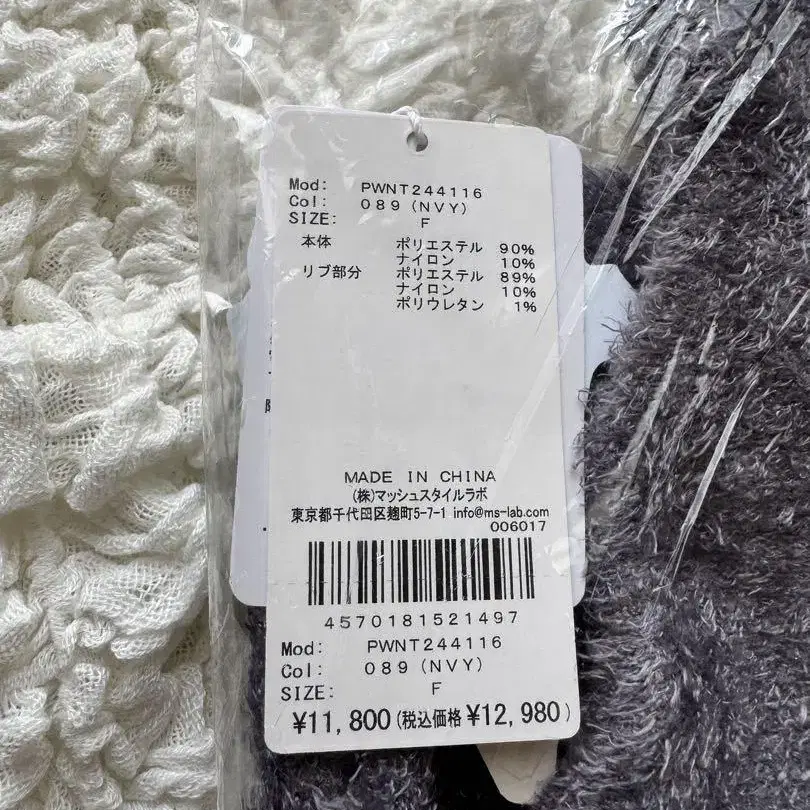 Mod: PWNT244116
Col: 089 (NVY)
SIZE: F
本体 ポリエステル 90%
ナイロン 10%
リブ部分 ポリエステル 89%
ナイロン 10%
ポリウレタン 1%
MADE IN CHINA
(株)マッシュスタイルラボ
東京都千代田区麹町5-7-1 info@ms-lab.com
006017
4570181521497
Mod: PWNT244116
Col: 089 (NVY)
SIZE: F
¥11,800(税込価格 ¥12,980)